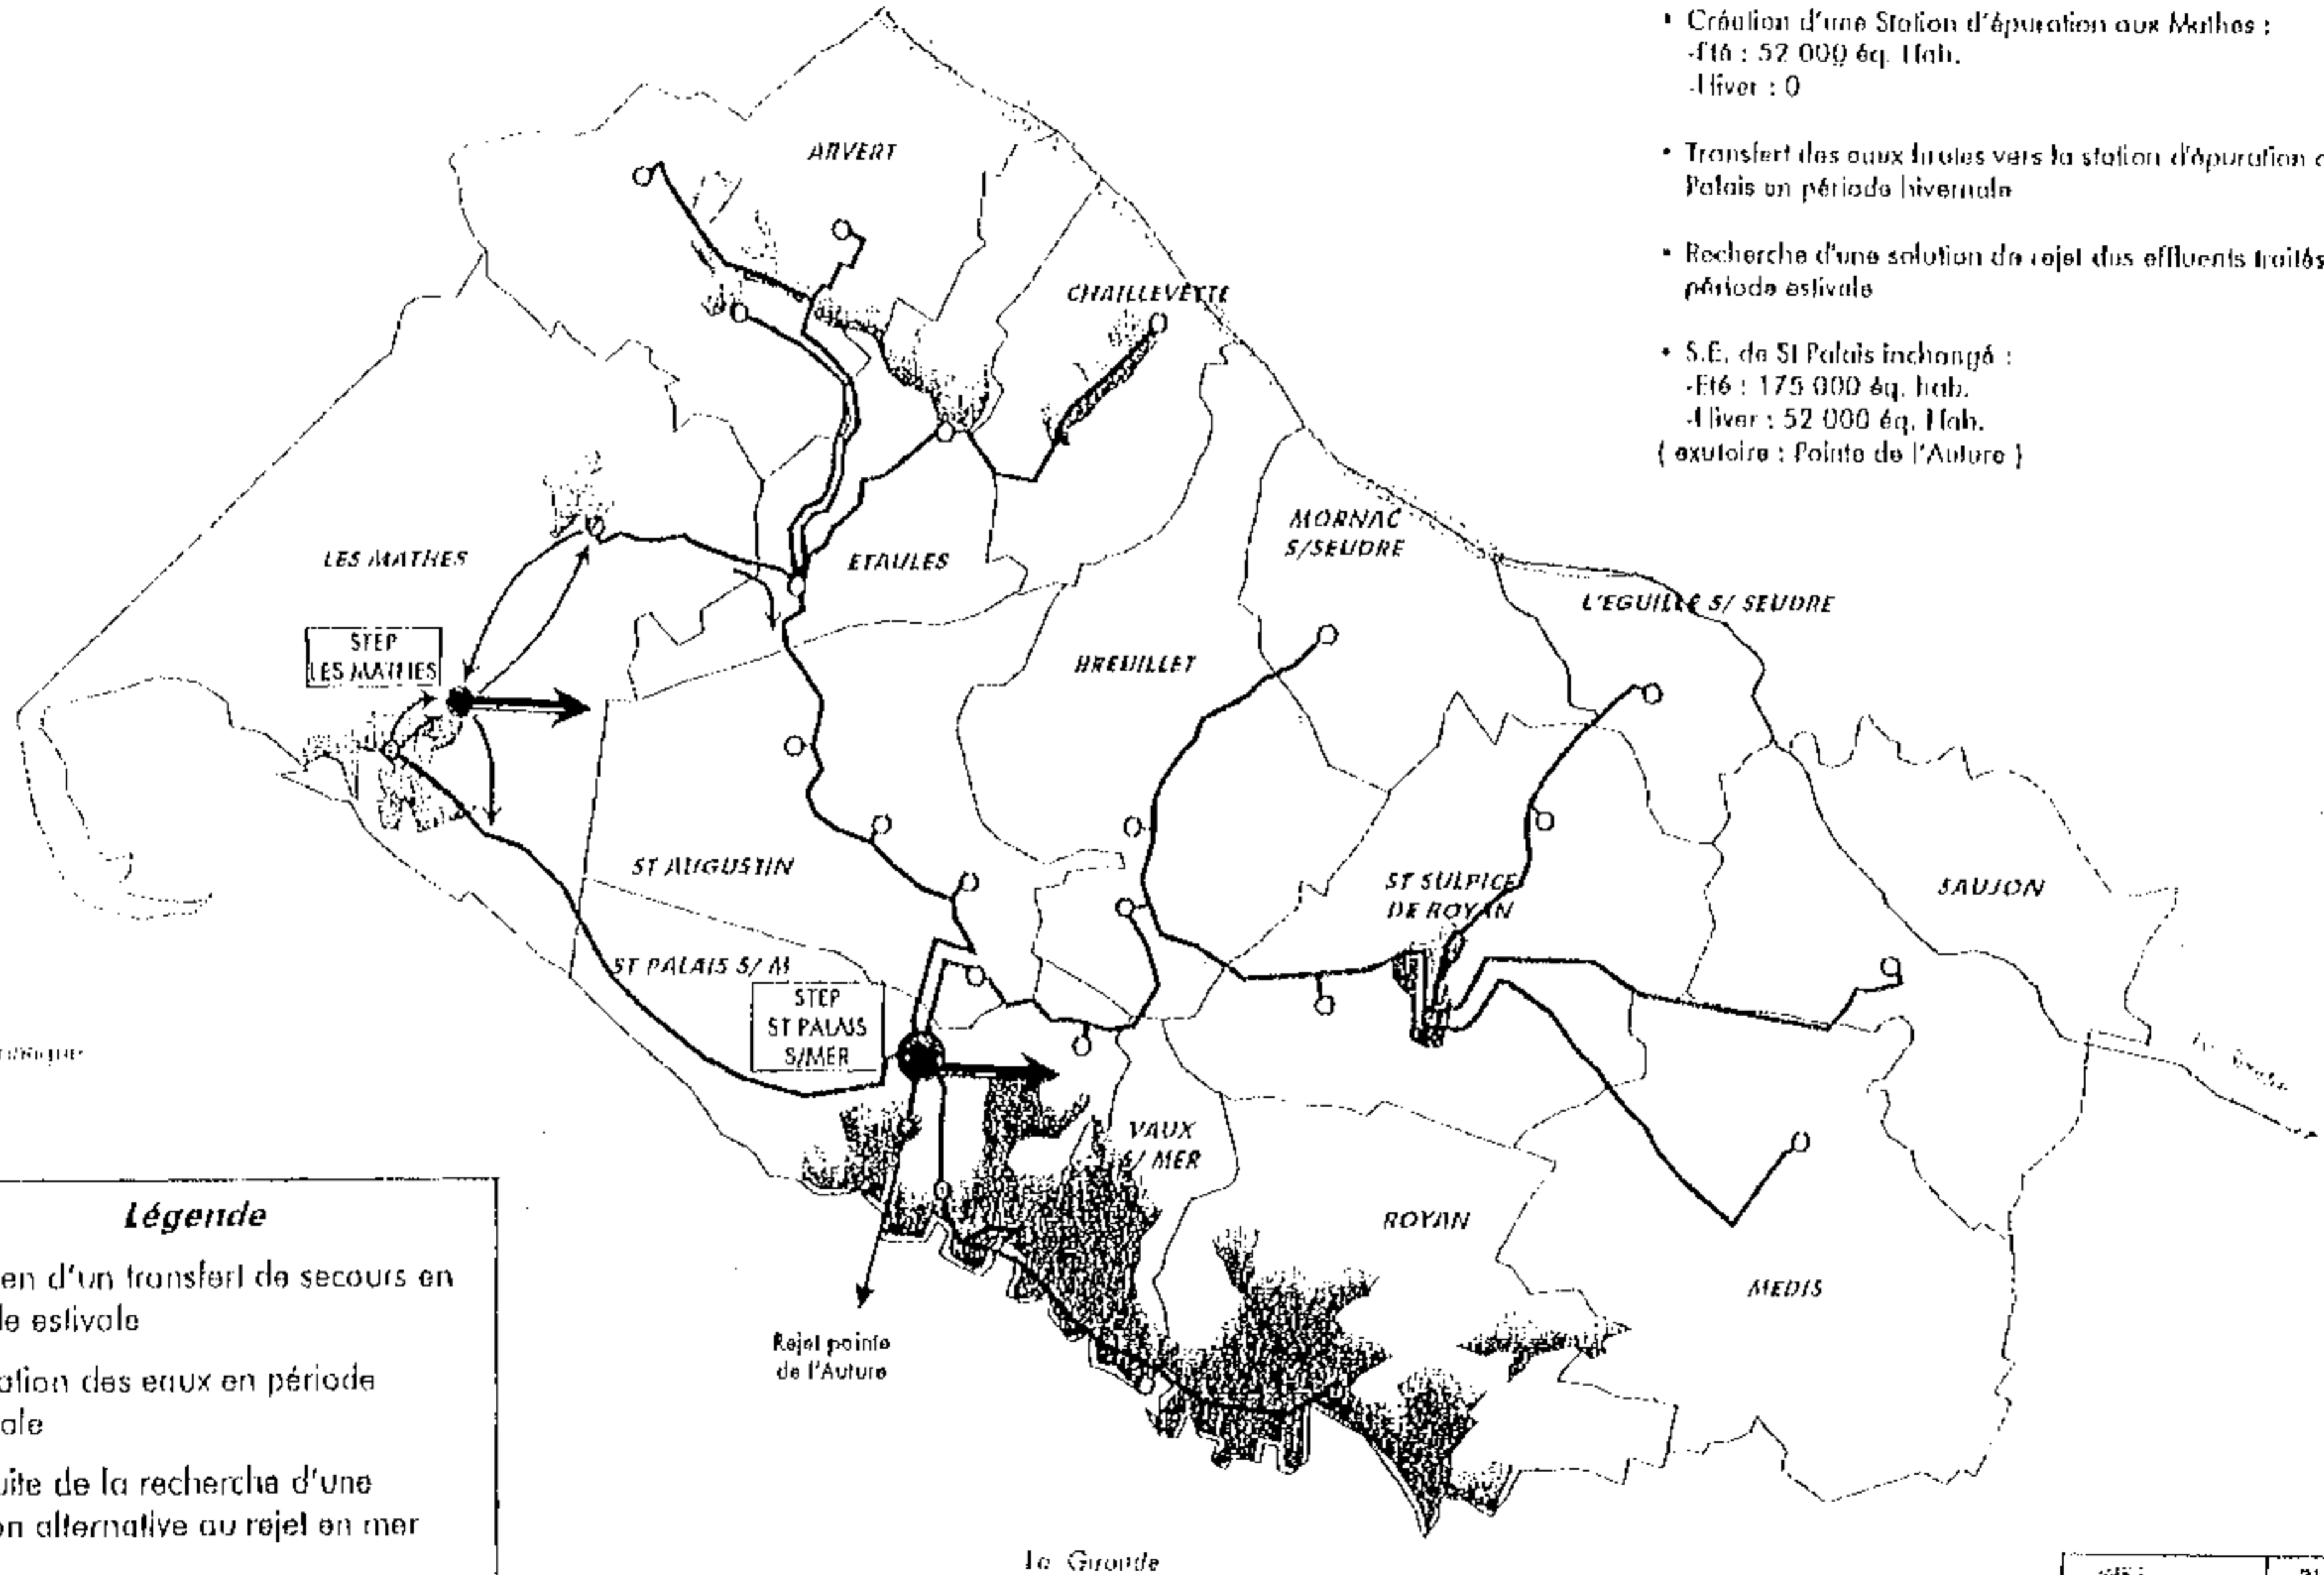 • Création d'une Station d'épuration aux Mathes :
-Eté : 52 000 éq. Hab.
-Hiver : 0
• Transfert des eaux brutes vers la station d'épuration
Palais en période hivernale
• Recherche d'une solution de rejet des effluents traités
période estivale
• S.E. de St Palais inchangé :
-Eté : 175 000 éq. hab.
-Hiver : 52 000 éq. Hab.
( exutoire : Pointe de l'Auture )
ARVERT
CHAILLEVETTE
MORNAC
S/SEUDRE
LES MATHES
ETAULES
L'EGUILLE S/ SEUDRE
STEP
LES MATHES
BREUILLET
ST AUGUSTIN
ST SULPICE
DE ROYAN
SAUJON
ST PALAIS S/ M
STEP
ST PALAIS
S/MER
VAUX
S/ MER
ROYAN
MEDIS
Rejet pointe
de l'Auture
La Gironde
Légende
en d'un transfert de secours en
de estivale
ation des eaux en période
ale
uite de la recherche d'une
on alternative au rejet en mer